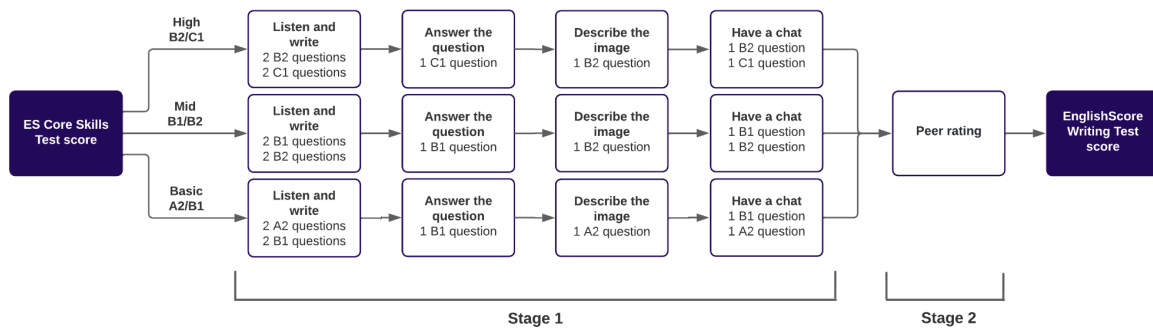 High
B2/C1
Listen and
write
2 B2 questions
2 C1 questions
Answer the
question
1 C1 question
Describe the
image
1 B2 question
Have a chat
1 B2 question
1 C1 question
ES Core Skills
Test score
Mid
B1/B2
Listen and
write
2 B1 questions
2 B2 questions
Answer the
question
1 B1 question
Describe the
image
1 B2 question
Have a chat
1 B1 question
1 B2 question
Peer rating
EnglishScore
Writing Test
score
Basic
A2/B1
Listen and
write
2 A2 questions
2 B1 questions
Answer the
question
1 B1 question
Describe the
image
1 A2 question
Have a chat
1 B1 question
1 A2 question
Stage 1
Stage 2